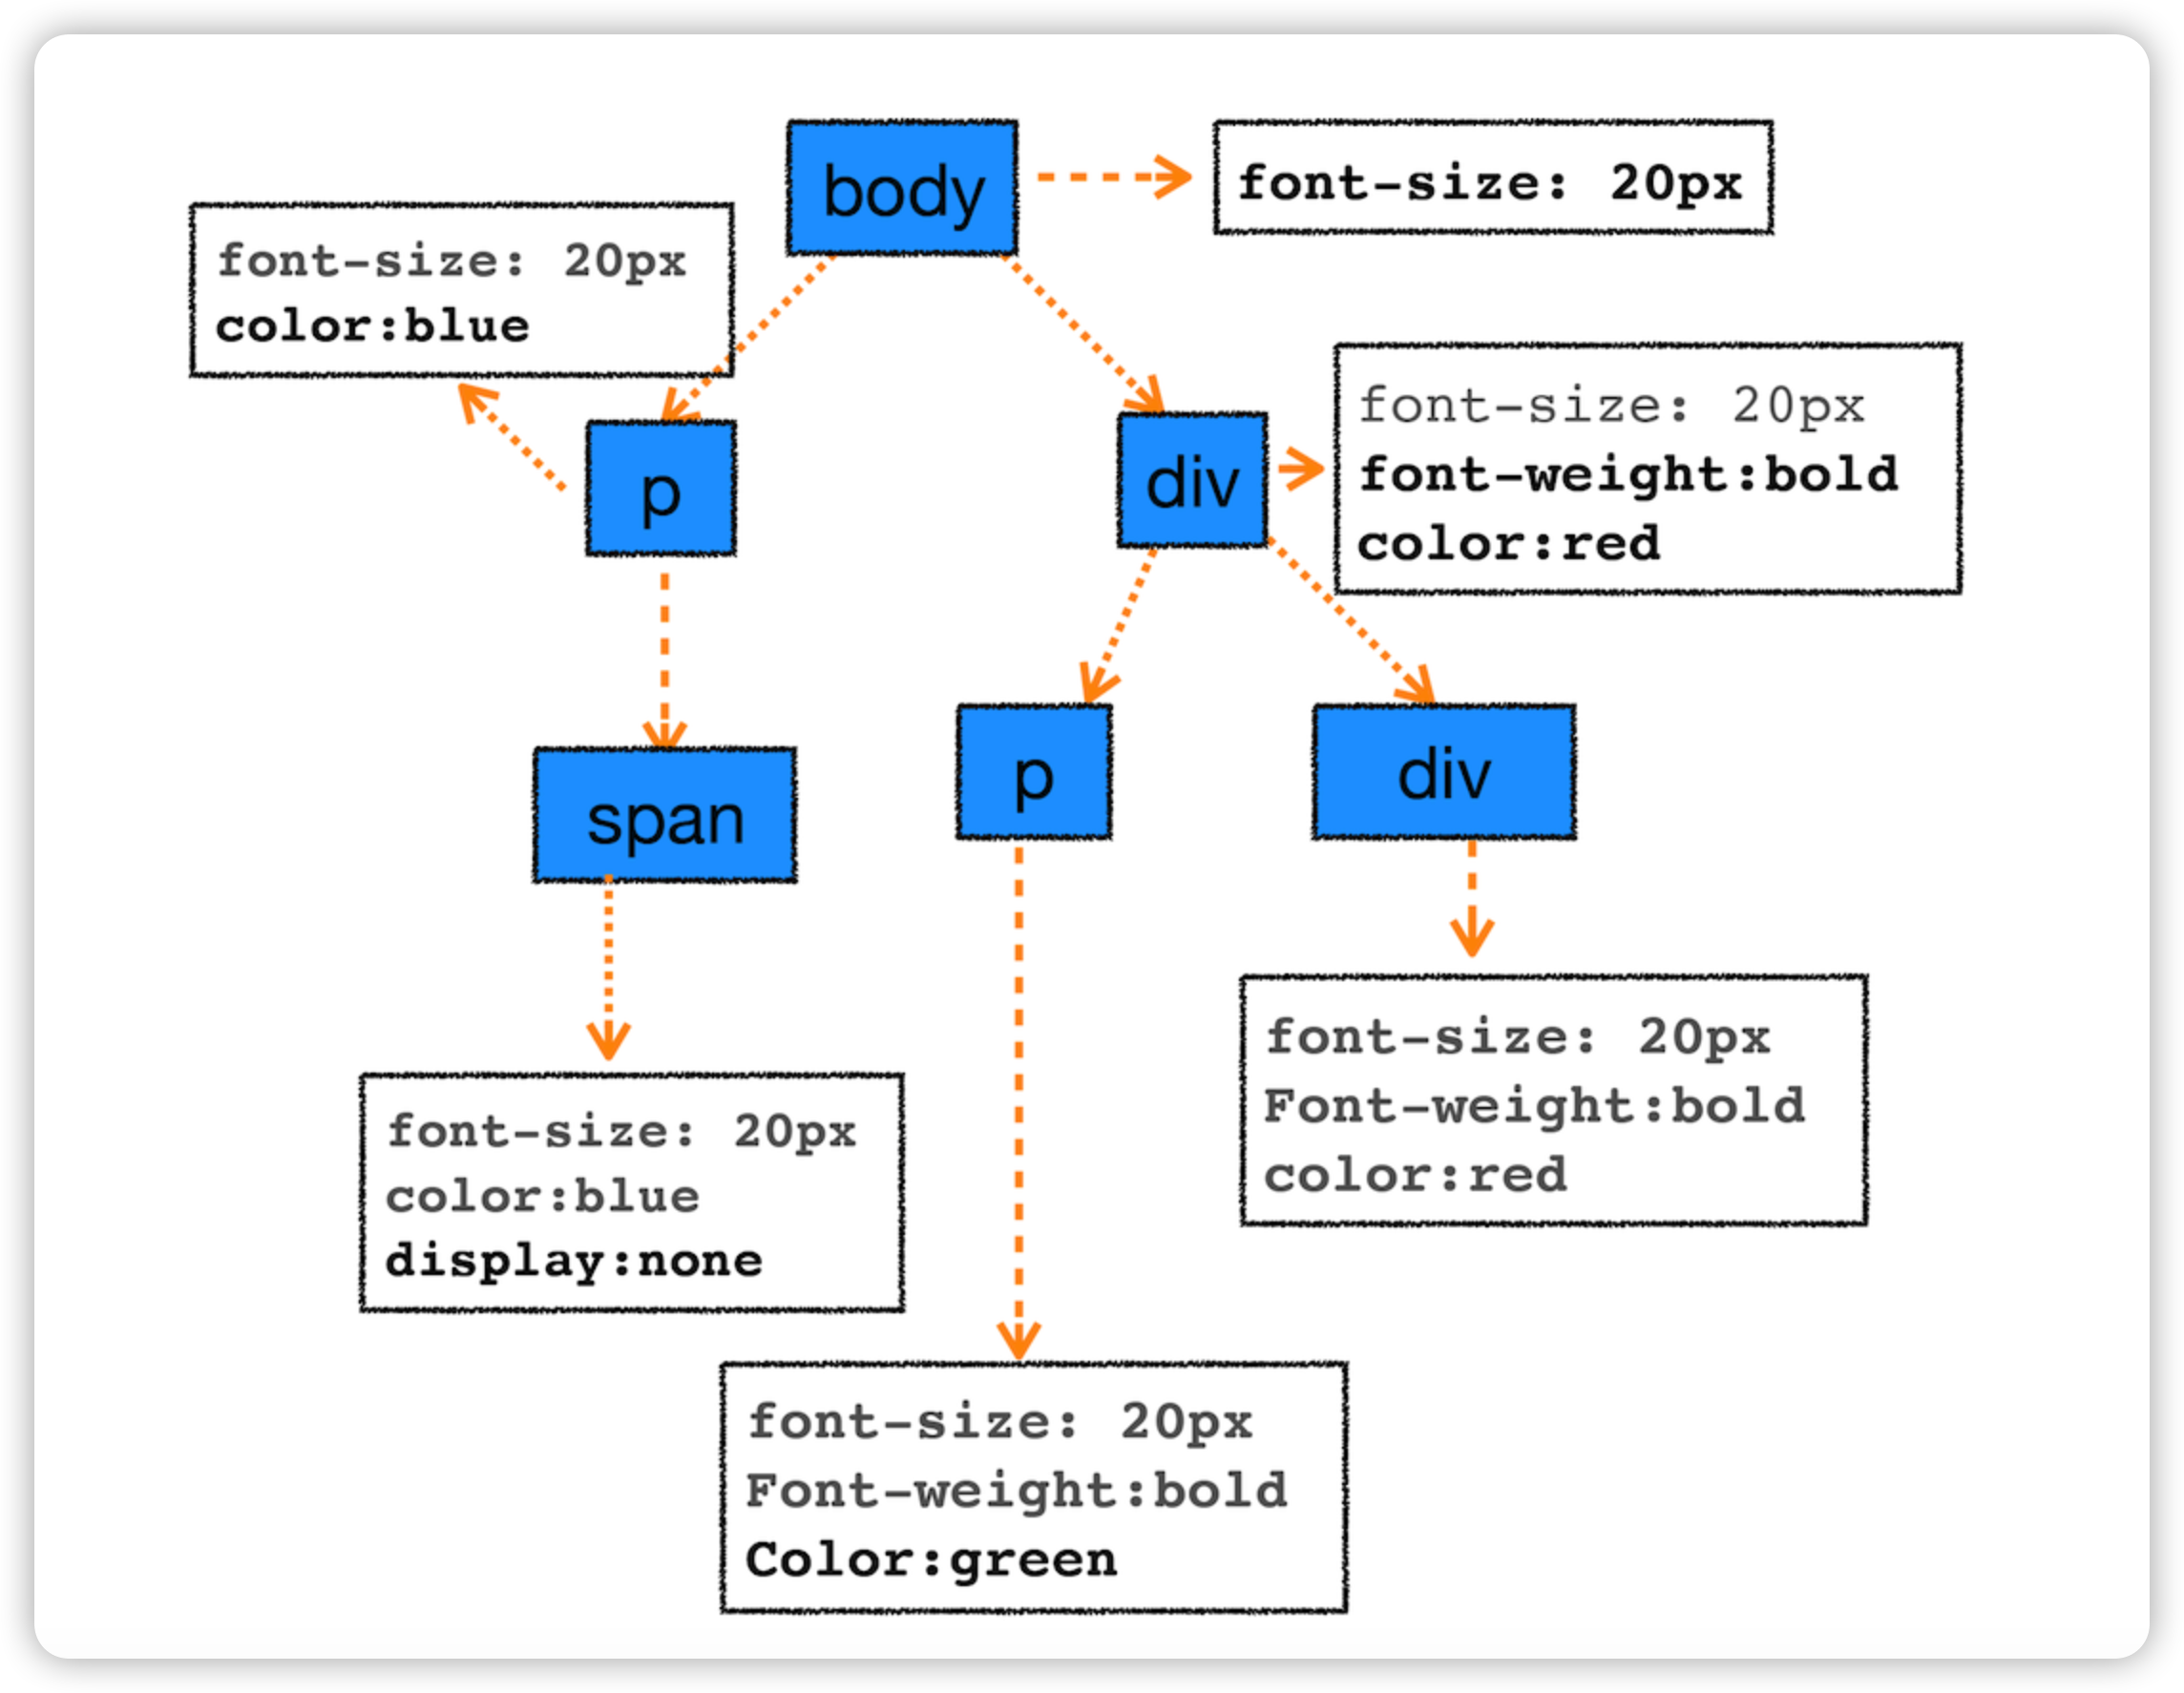 body
font-size: 20px
font-size: 20px
color:blue
p
div
font-size: 20px
font-weight:bold
color:red
span
p
div
font-size: 20px
Font-weight:bold
color:red
font-size: 20px
color:blue
display:none
font-size: 20px
Font-weight:bold
Color:green